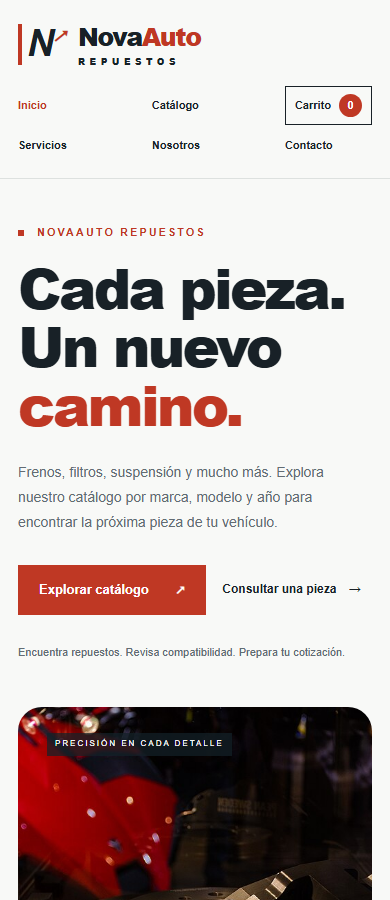 N
NovaAuto
REPUESTOS
Inicio
Catálogo
Carrito 0
Servicios
Nosotros
Contacto
NOVAAUTO REPUESTOS
Cada pieza.
Un nuevo
camino.
Frenos, filtros, suspensión y mucho más. Explora
nuestro catálogo por marca, modelo y año para
encontrar la próxima pieza de tu vehículo.
Explorar catálogo ↗
Consultar una pieza →
Encuentra repuestos. Revisa compatibilidad. Prepara tu cotización.
PRECISIÓN EN CADA DETALLE